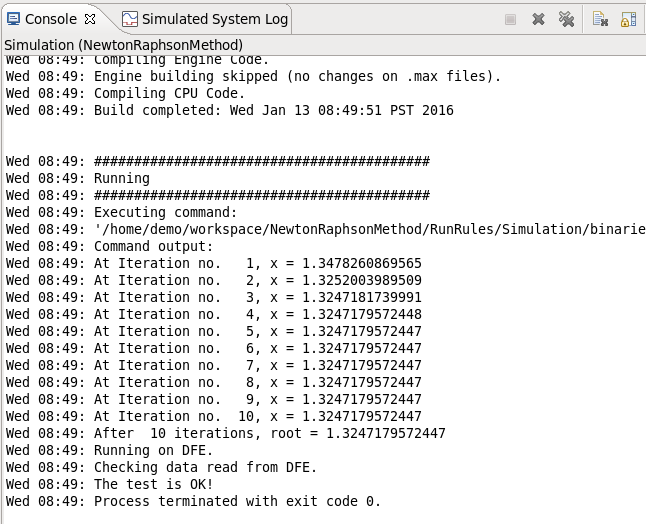 Console Simulated System Log
Simulation (NewtonRaphsonMethod)
Wed 08:49: Compiling Engine Code.
Wed 08:49: Engine building skipped (no changes on .max files).
Wed 08:49: Compiling CPU Code.
Wed 08:49: Build completed: Wed Jan 13 08:49:51 PST 2016
Wed 08:49: ##########################################
Wed 08:49: Running
Wed 08:49: ##########################################
Wed 08:49: Executing command:
Wed 08:49: '/home/demo/workspace/NewtonRaphsonMethod/RunRules/Simulation/binarie
Wed 08:49: Command output:
Wed 08:49: At Iteration no.   1, x = 1.3478260869565
Wed 08:49: At Iteration no.   2, x = 1.3252003989509
Wed 08:49: At Iteration no.   3, x = 1.3247181739991
Wed 08:49: At Iteration no.   4, x = 1.3247179572448
Wed 08:49: At Iteration no.   5, x = 1.3247179572447
Wed 08:49: At Iteration no.   6, x = 1.3247179572447
Wed 08:49: At Iteration no.   7, x = 1.3247179572447
Wed 08:49: At Iteration no.   8, x = 1.3247179572447
Wed 08:49: At Iteration no.   9, x = 1.3247179572447
Wed 08:49: At Iteration no.  10, x = 1.3247179572447
Wed 08:49: After  10 iterations, root = 1.3247179572447
Wed 08:49: Running on DFE.
Wed 08:49: Checking data read from DFE.
Wed 08:49: The test is OK!
Wed 08:49: Process terminated with exit code 0.